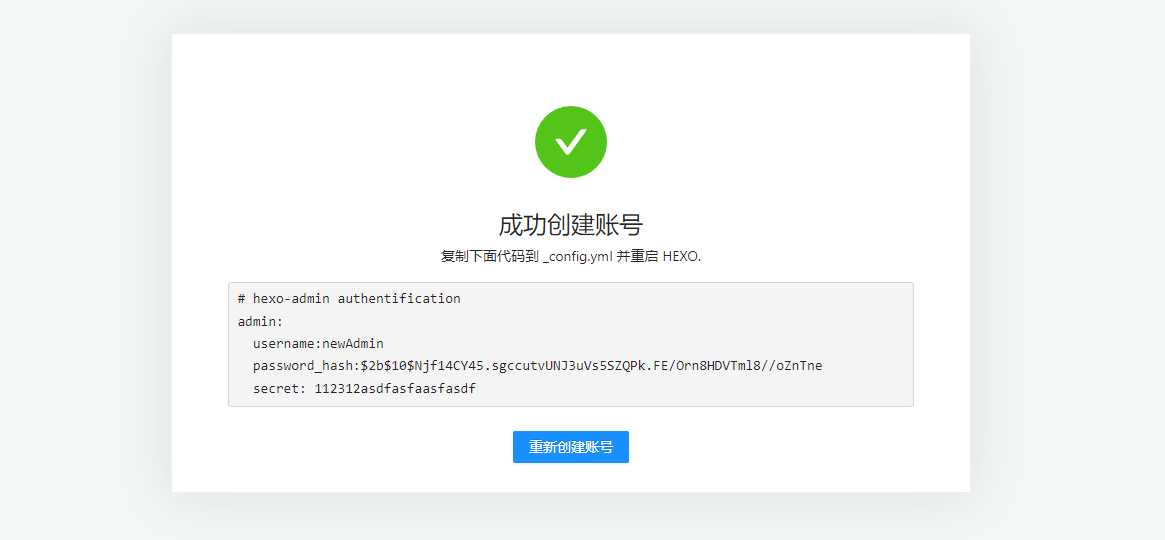 成功创建账号
复制下面代码到 _config.yml 并重启 HEXO.
# hexo-admin authentification
admin:
  username:newAdmin
  password_hash:$2b$10$Njf14CY45.sgccutvUNJ3uVs5SZQPk.FE/Orn8HDVTml8//oZnTne
  secret: 112312asdfasfaasfasdf
重新创建账号